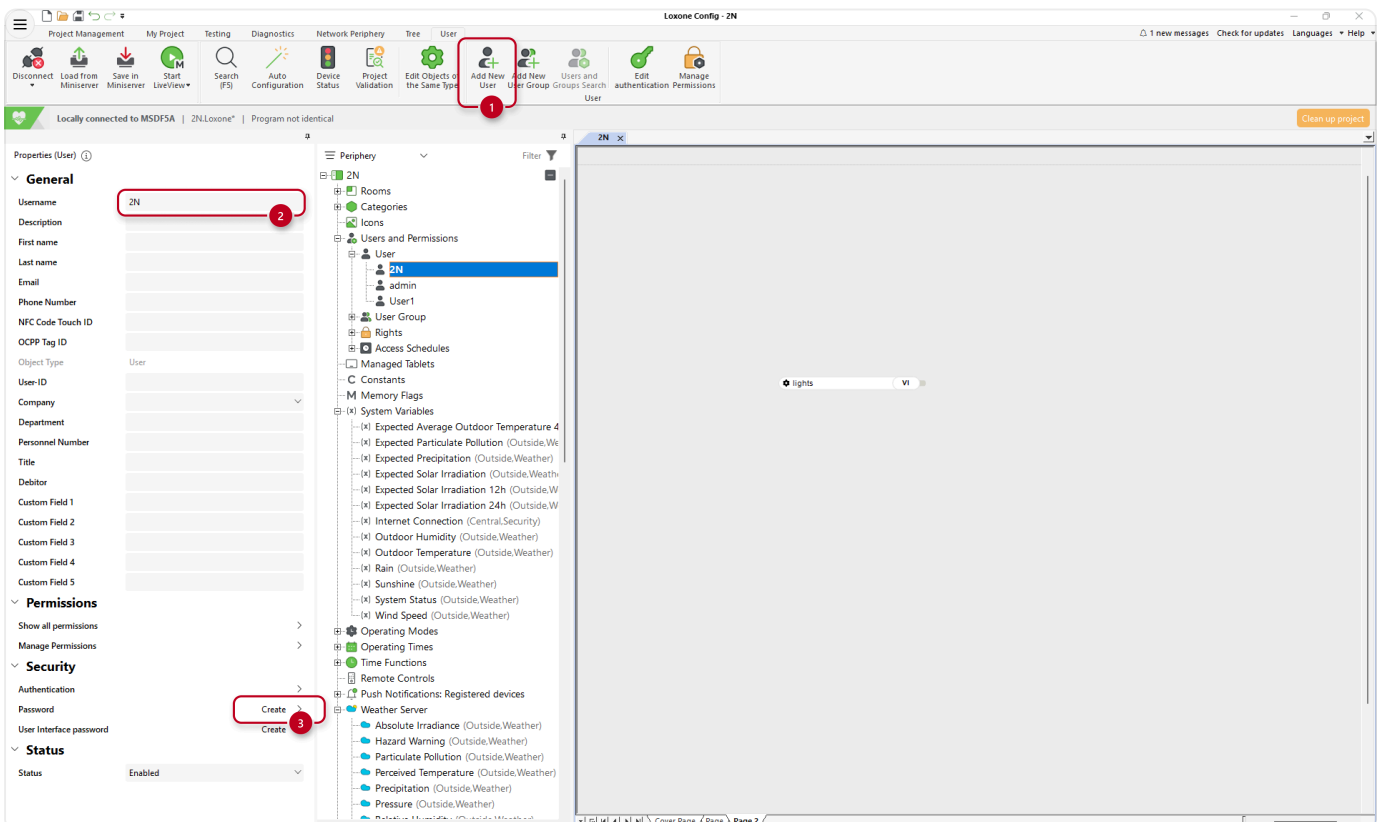 Loxone Config - 2N
Project Management My Project Testing Diagnostics Network Periphery Tree User
1 new messages Check for updates Languages Help
Disconnect
Load from Miniserver
Save in Miniserver
Start LiveView
Search (F5)
Auto Configuration
Device Status
Project Validation
Edit Objects of the Same Type
Add New User
Add New User Group
Users and Groups Search
Edit authentication
Manage Permissions
User
1
Locally connected to MSDF5A | 2N.Loxone* | Program not identical
Clean up project
Properties (User)
General
Username 2N
2
Description
First name
Last name
Email
Phone Number
NFC Code Touch ID
OCPP Tag ID
Object Type User
User-ID
Company
Department
Personnel Number
Title
Debitor
Custom Field 1
Custom Field 2
Custom Field 3
Custom Field 4
Custom Field 5
Permissions
Show all permissions
Manage Permissions
Security
Authentication
Password Create
3
User Interface password Create
Status
Status Enabled
Periphery Filter
2N
Rooms
Categories
Icons
Users and Permissions
User
2N
admin
User1
User Group
Rights
Access Schedules
Managed Tablets
C Constants
M Memory Flags
(x) System Variables
(x) Expected Average Outdoor Temperature 4
(x) Expected Particulate Pollution (Outside,We
(x) Expected Precipitation (Outside,Weather)
(x) Expected Solar Irradiation (Outside,Weath
(x) Expected Solar Irradiation 12h (Outside,W
(x) Expected Solar Irradiation 24h (Outside,W
(x) Internet Connection (Central,Security)
(x) Outdoor Humidity (Outside,Weather)
(x) Outdoor Temperature (Outside,Weather)
(x) Rain (Outside,Weather)
(x) Sunshine (Outside,Weather)
(x) System Status (Outside,Weather)
(x) Wind Speed (Outside,Weather)
Operating Modes
Operating Times
Time Functions
Remote Controls
Push Notifications: Registered devices
Weather Server
Absolute Irradiance (Outside,Weather)
Hazard Warning (Outside,Weather)
Particulate Pollution (Outside,Weather)
Perceived Temperature (Outside,Weather)
Precipitation (Outside,Weather)
Pressure (Outside,Weather)
Relative Humidity (Outside,Weather)
2N
lights VI
Cover Page Page Page 2